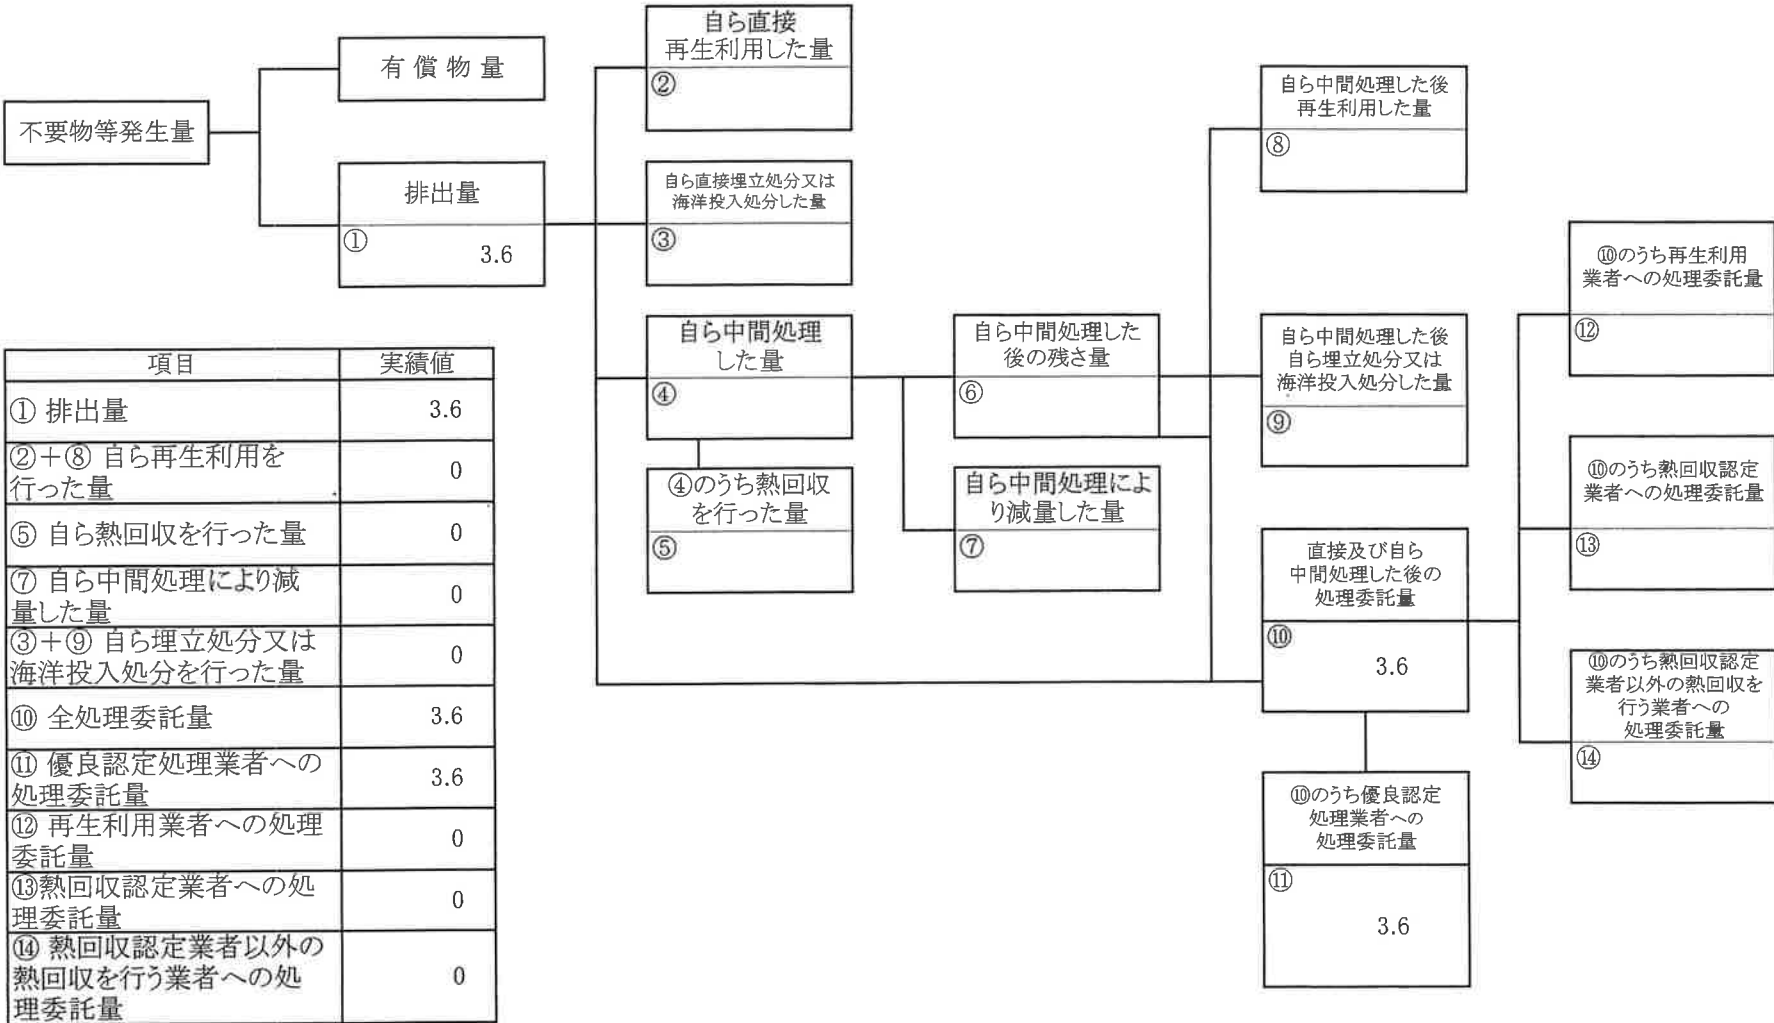 不要物等発生量
有償物量
排出量
①
3.6
自ら直接
再生利用した量
②
自ら直接埋立処分又は
海洋投入処分した量
③
自ら中間処理
した量
④
④のうち熱回収
を行った量
⑤
自ら中間処理した
後の残さ量
⑥
自ら中間処理によ
り減量した量
⑦
自ら中間処理した後
再生利用した量
⑧
自ら中間処理した後
自ら埋立処分又は
海洋投入処分した量
⑨
直接及び自ら
中間処理した後の
処理委託量
⑩
3.6
⑩のうち優良認定
処理業者への
処理委託量
⑪
3.6
⑩のうち再生利用
業者への処理委託量
⑫
⑩のうち熱回収認定
業者への処理委託量
⑬
⑩のうち熱回収認定
業者以外の熱回収を
行う業者への
処理委託量
⑭
項目 実績値
① 排出量 3.6
②＋⑧ 自ら再生利用を
行った量 0
⑤ 自ら熱回収を行った量 0
⑦ 自ら中間処理により減
量した量 0
③＋⑨ 自ら埋立処分又は
海洋投入処分を行った量 0
⑩ 全処理委託量 3.6
⑪ 優良認定処理業者への
処理委託量 3.6
⑫ 再生利用業者への処理
委託量 0
⑬熱回収認定業者への処
理委託量 0
⑭ 熱回収認定業者以外の
熱回収を行う業者への処
理委託量 0